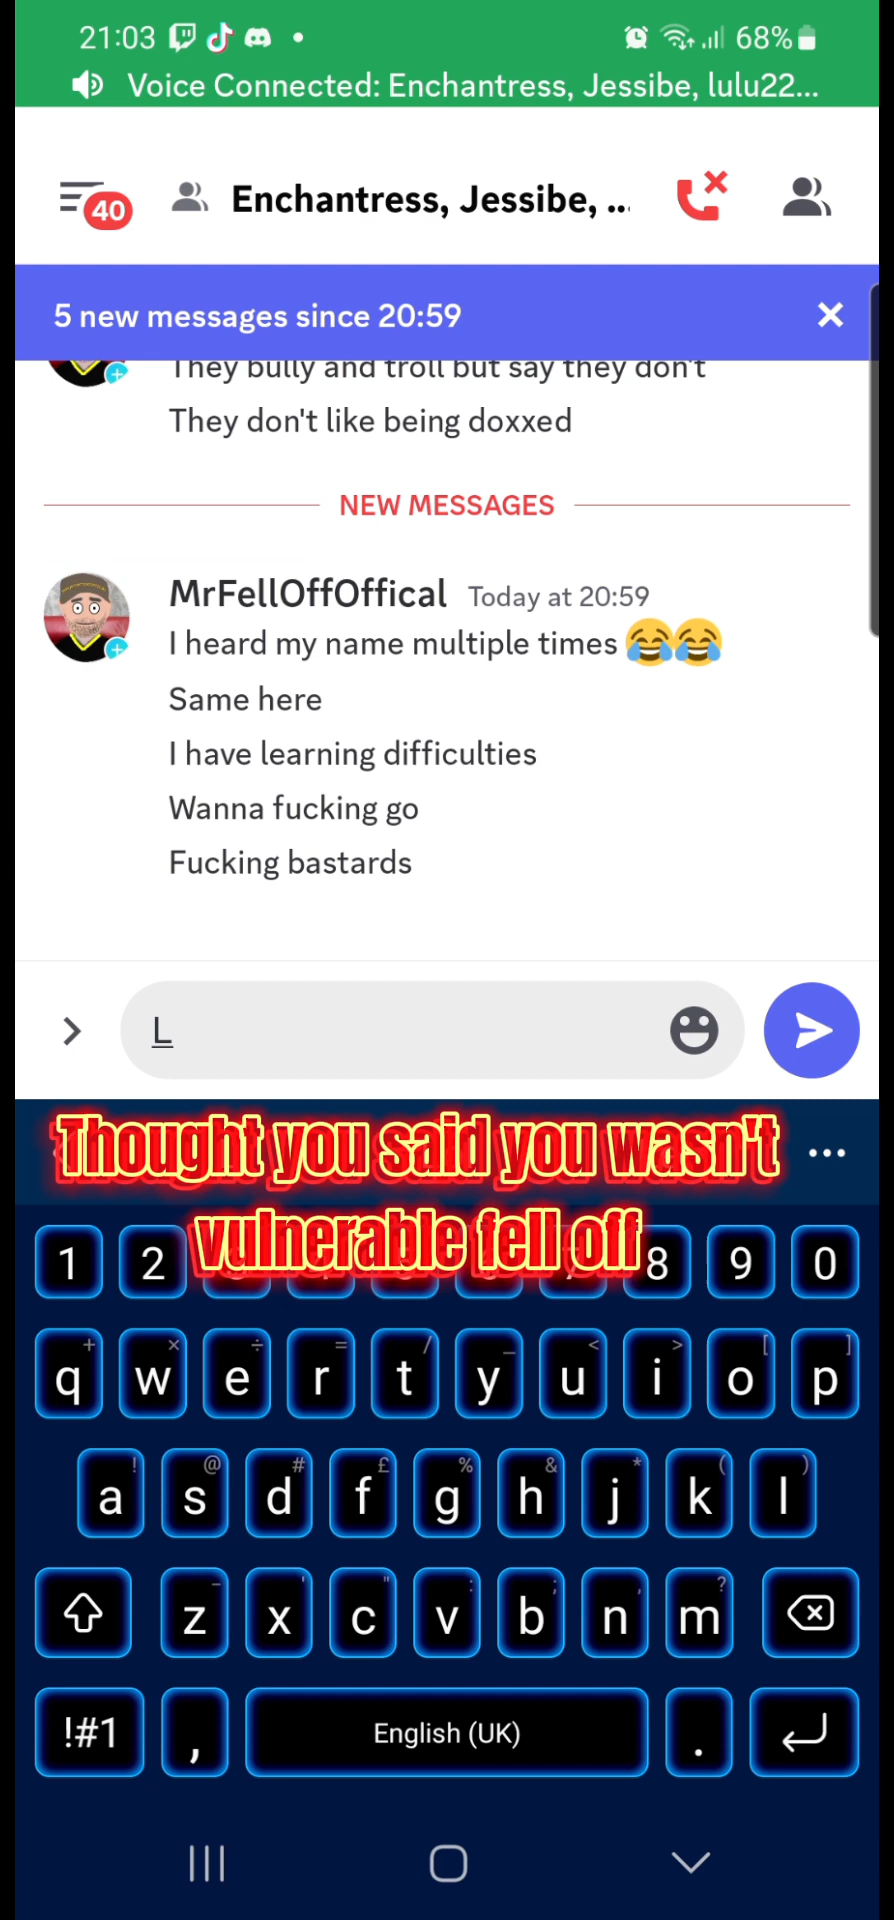 21:03 68%
Voice Connected: Enchantress, Jessibe, lulu22...
40 Enchantress, Jessibe, ...
5 new messages since 20:59
They bully and troll but say they don't
They don't like being doxxed
NEW MESSAGES
MrFellOffOffical Today at 20:59
I heard my name multiple times 😂😂
Same here
I have learning difficulties
Wanna fucking go
Fucking bastards
L
Thought you said you wasn't
vulnerable fell off
1 2 8 9 0
+ × ÷ = / _ < > [ ]
q w e r t y u i o p
! @ # £ % & * ( )
a s d f g h j k l
- ' " : ; , ?
z x c v b n m
!#1 , English (UK) .